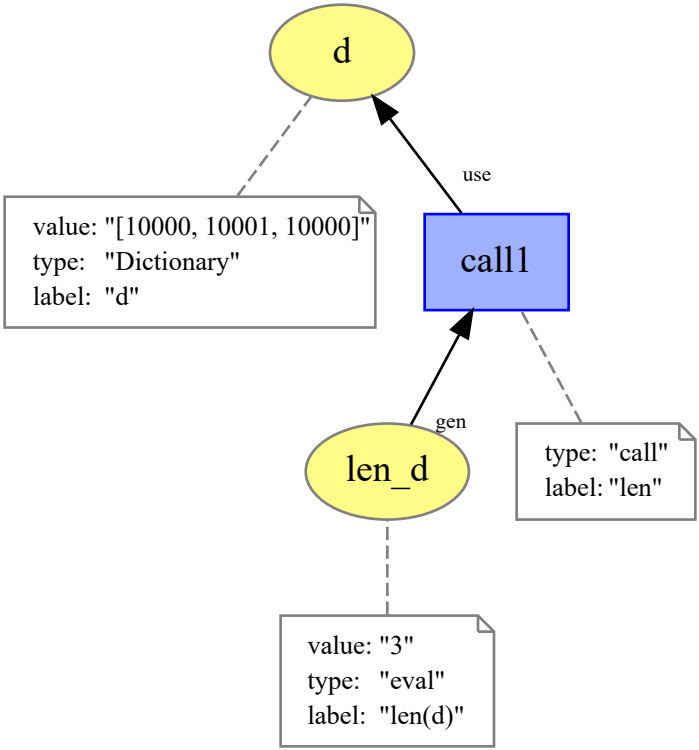 d
use
value: "[10000, 10001, 10000]"
type: "Dictionary"
label: "d"
call1
gen
len_d
type: "call"
label: "len"
value: "3"
type: "eval"
label: "len(d)"